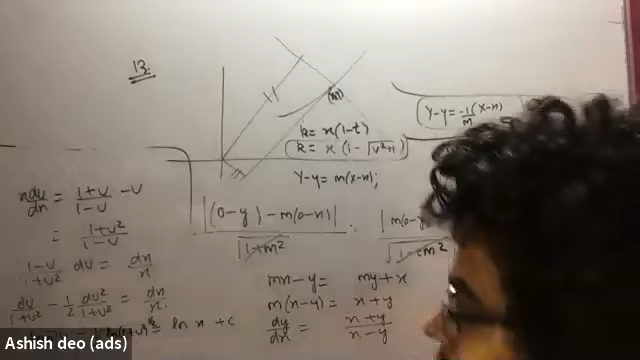 13.
(x,y)
Y-y = -1/m (X-x)
k = x(1-t)
k = x(1-√v²+1)
Y-y = m(X-x);
x dv/dx = 1+v/1-v - v
= 1+v²/1-v
1-v/1+v² dv = dx/x
dv/1+v² - 1/2 dv²/1+v² = dx/x.
ln x + c
|(0-y) - m(0-x)|/√1+m²
|m(0-y/√1+m²
mx-y = my+x
m(x-y) = x+y
dy/dx = x+y/x-y
Ashish deo (ads)